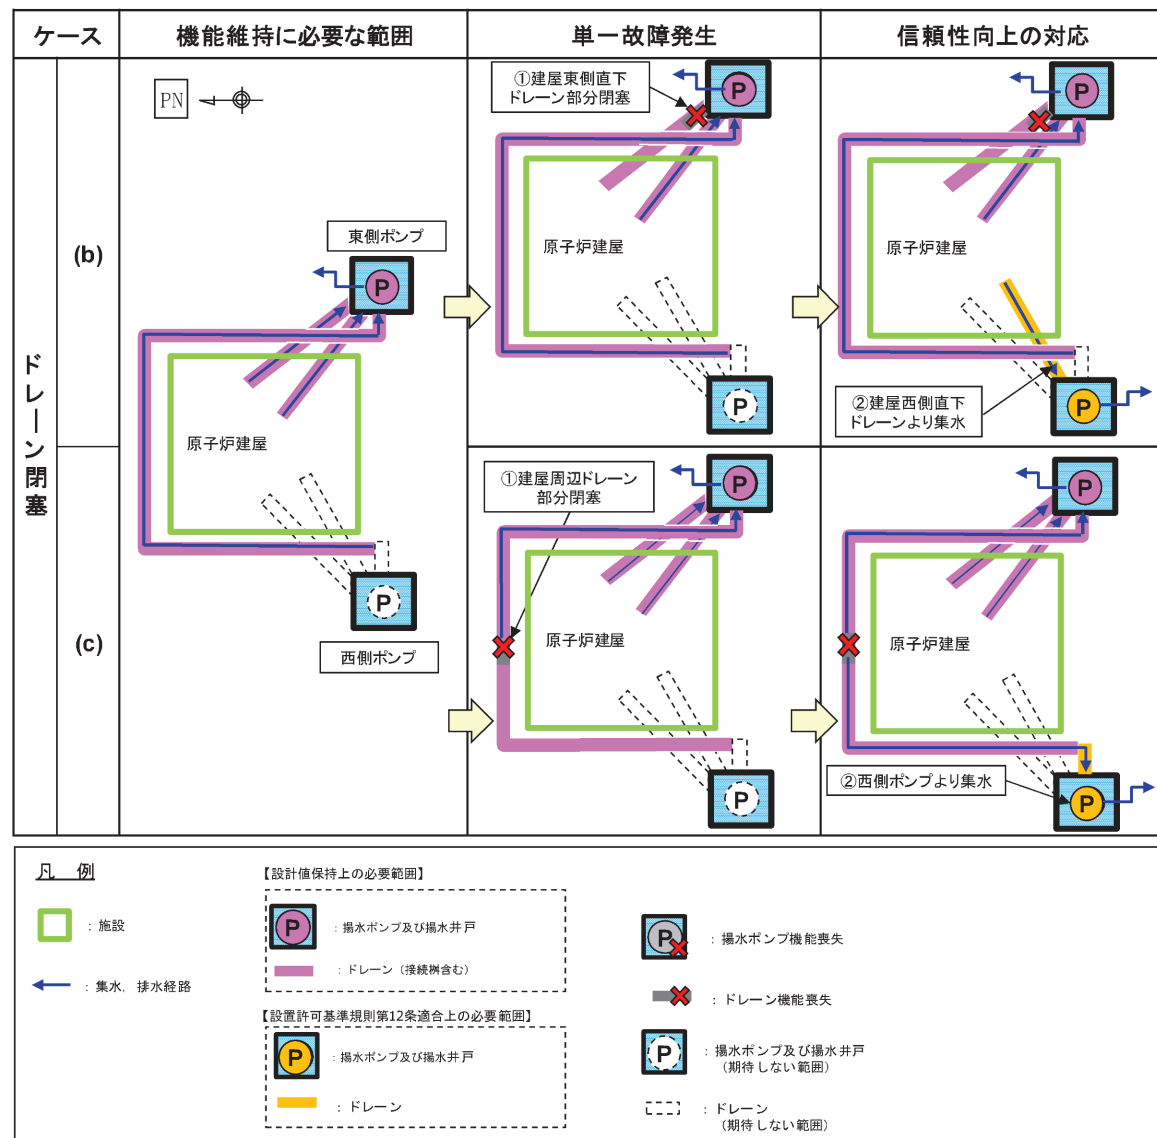 ケース
機能維持に必要な範囲
単一故障発生
信頼性向上の対応
ドレーン閉塞
(b)
(c)
PN
東側ポンプ
P
原子炉建屋
P
西側ポンプ
①建屋東側直下
ドレーン部分閉塞
P
原子炉建屋
P
P
原子炉建屋
②建屋西側直下
ドレーンより集水
P
①建屋周辺ドレーン
部分閉塞
P
原子炉建屋
P
P
原子炉建屋
②西側ポンプより集水
P
凡 例
：施設
：集水，排水経路
【設計値保持上の必要範囲】
P
：揚水ポンプ及び揚水井戸
：ドレーン（接続桝含む）
【設置許可基準規則第12条適合上の必要範囲】
P
：揚水ポンプ及び揚水井戸
：ドレーン
P
：揚水ポンプ機能喪失
：ドレーン機能喪失
P
：揚水ポンプ及び揚水井戸
（期待しない範囲）
：ドレーン
（期待しない範囲）